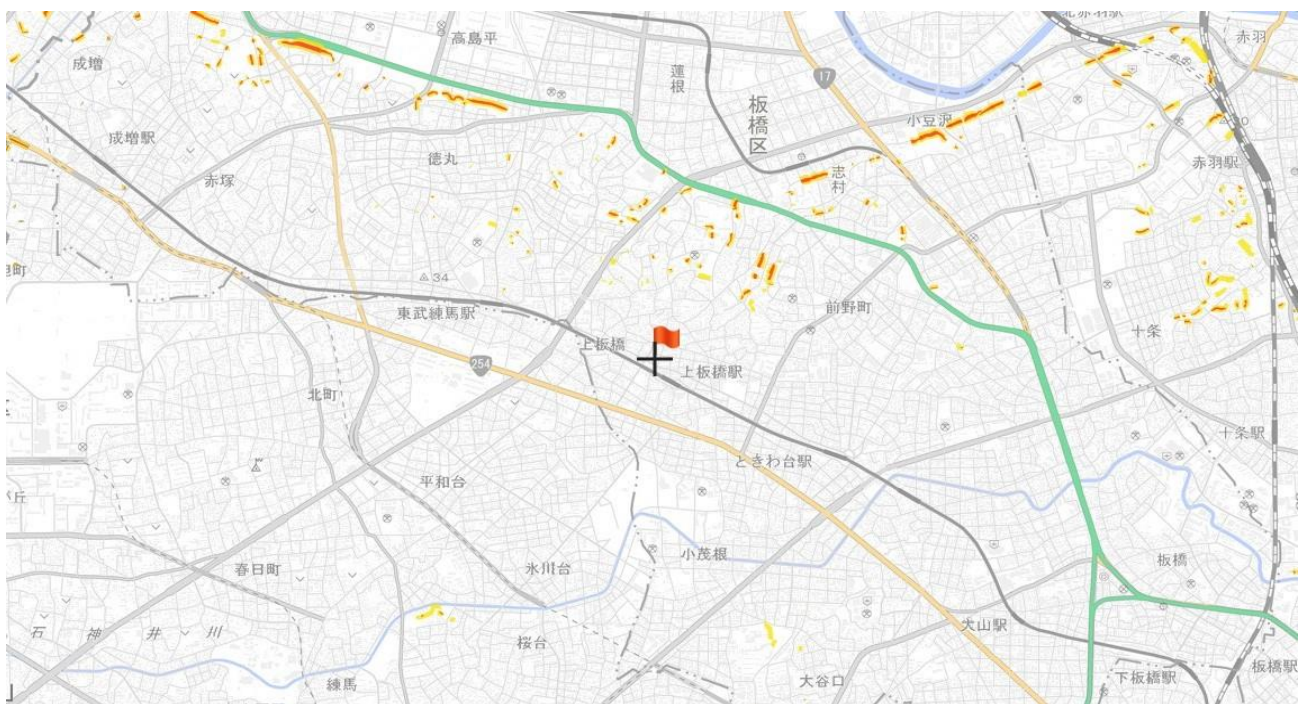 北赤羽駅
赤羽
高島平
成増
蓮根
17
板橋区
小豆沢
成増駅
徳丸
志村
赤羽駅
赤塚
34
東武練馬駅
前野町
十条
上板橋
254
上板橋駅
北町
十条駅
ときわ台駅
平和台
小茂根
板橋
春日町
氷川台
石神井川
桜台
大山駅
練馬
大谷口
下板橋駅
板橋駅